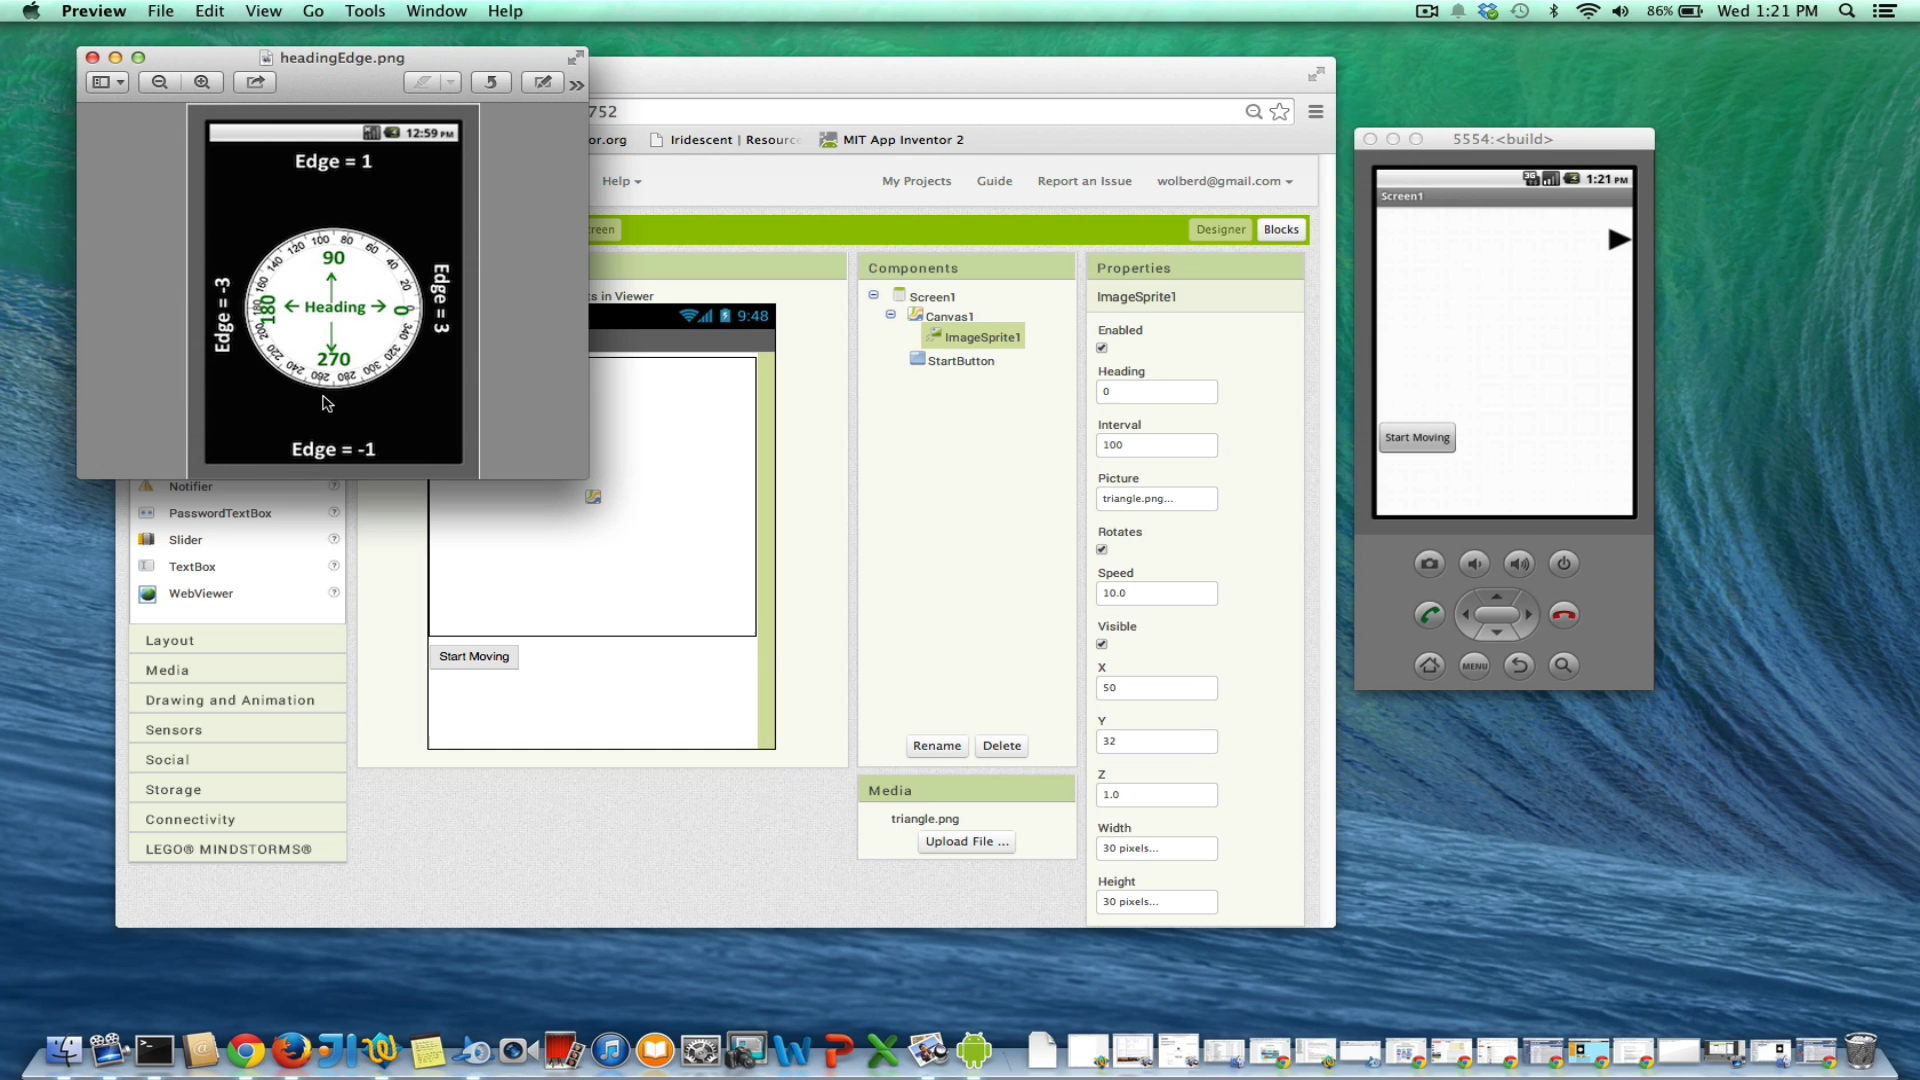 Preview File Edit View Go Tools Window Help
86% Wed 1:21 PM
headingEdge.png
12:59 PM
Edge = 1
90
180
Heading
0
270
Edge = -3
Edge = 3
Edge = -1
100 80
120 60
140 40
160 20
200 340
220 320
240 300
260 280
752
or.org Iridescent | Resourc MIT App Inventor 2
Help My Projects Guide Report an Issue wolberd@gmail.com
reen Designer Blocks
ts in Viewer
9:48
Start Moving
Notifier ?
PasswordTextBox ?
Slider ?
TextBox ?
WebViewer ?
Layout
Media
Drawing and Animation
Sensors
Social
Storage
Connectivity
LEGO® MINDSTORMS®
Components
Screen1
Canvas1
ImageSprite1
StartButton
Rename Delete
Media
triangle.png
Upload File ...
Properties
ImageSprite1
Enabled
Heading
0
Interval
100
Picture
triangle.png...
Rotates
Speed
10.0
Visible
X
50
Y
32
Z
1.0
Width
30 pixels...
Height
30 pixels...
5554:<build>
3G 1:21 PM
Screen1
Start Moving
MENU